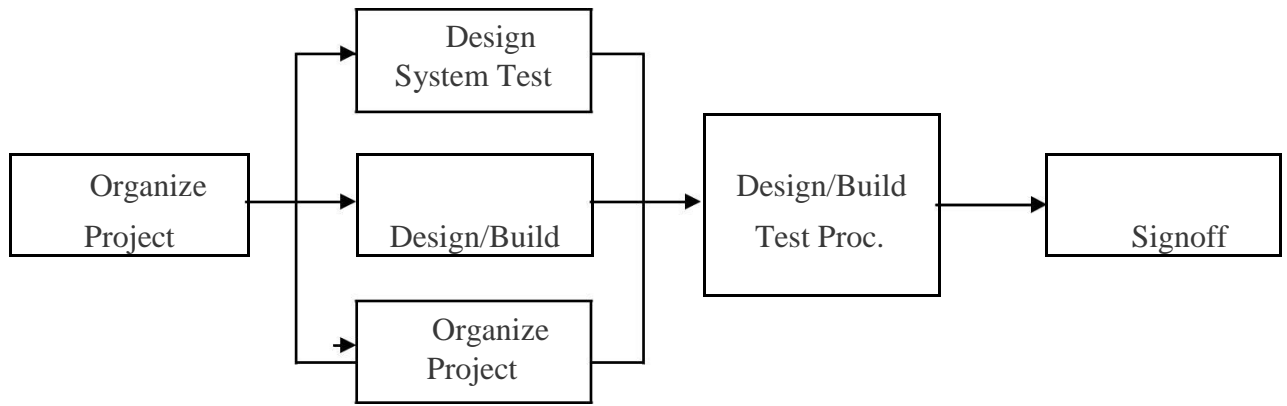 Design
System Test
Organize
Project
Design/Build
Organize
Project
Design/Build
Test Proc.
Signoff